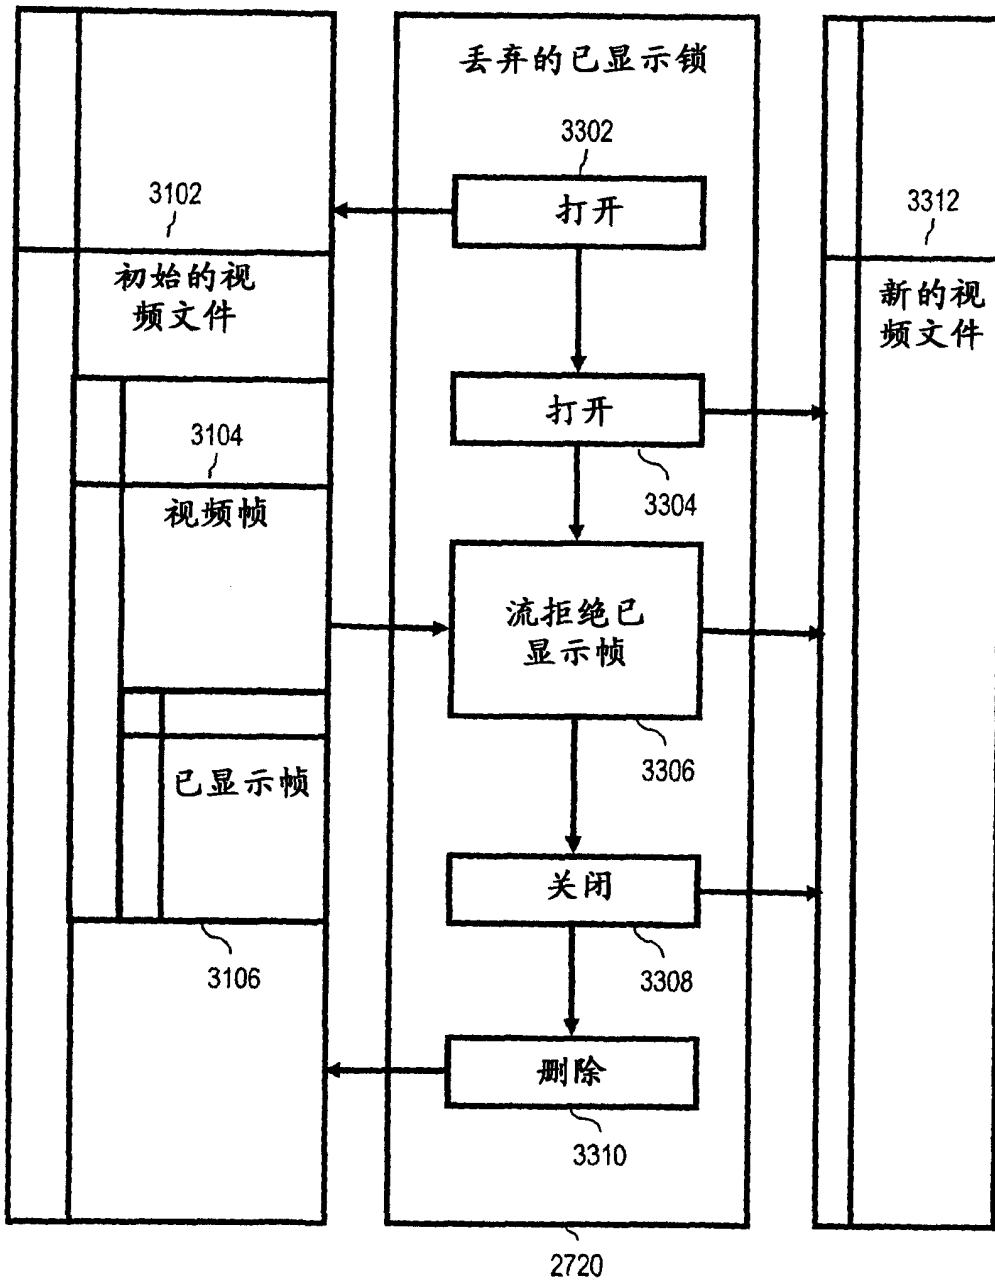 丢弃的已显示锁
3302
打开
3102
3312
初始的视
频文件
新的视
频文件
打开
3104
3304
视频帧
流拒绝已
显示帧
3306
已显示帧
关闭
3106
3308
删除
3310
2720